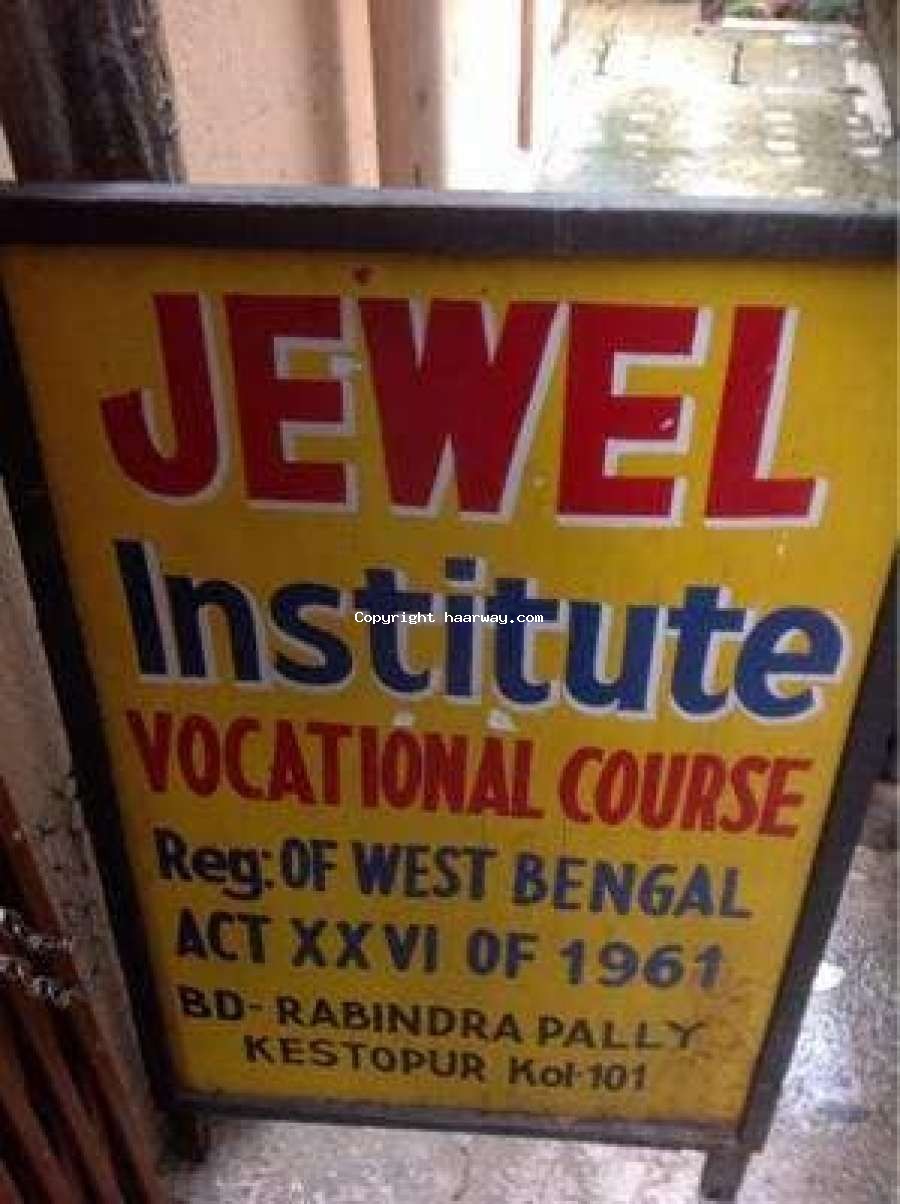 JEWEL
Institute
Copyright haarway.com
VOCATIONAL COURSE
Reg: OF WEST BENGAL
ACT XXVI OF 1961
BD- RABINDRA PALLY
KESTOPUR Kol-101